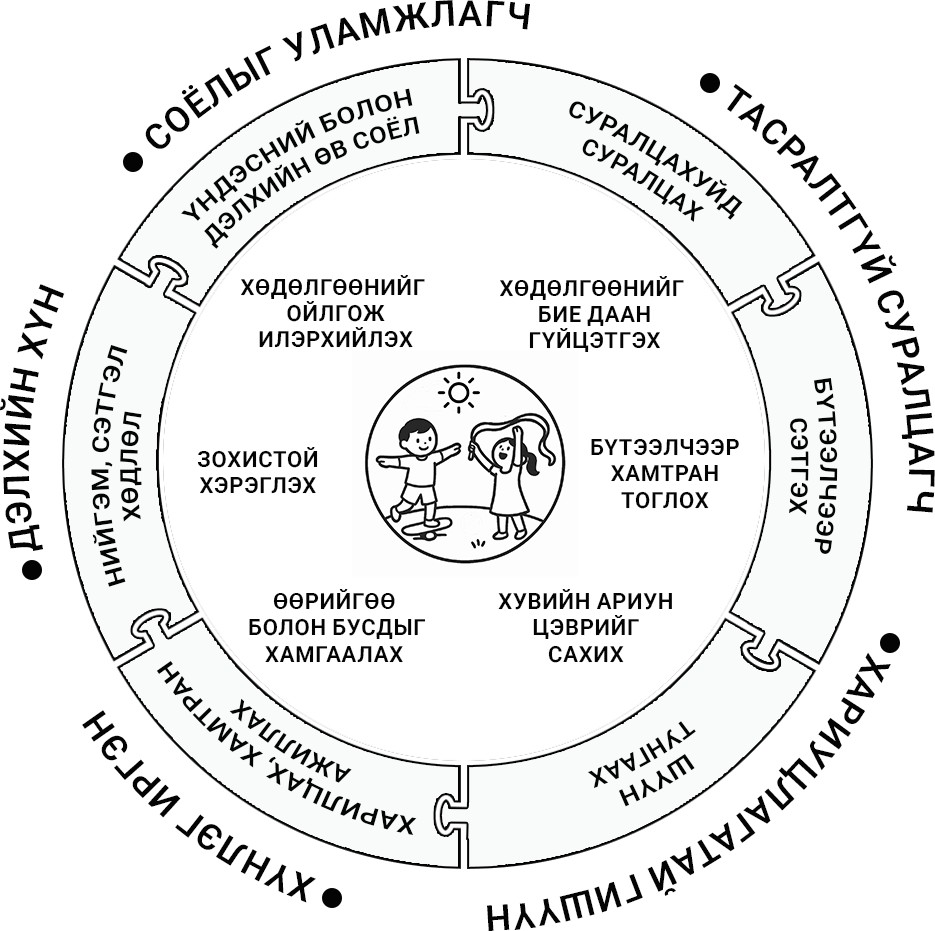 СОЁЛЫГ УЛАМЖЛАГЧ
ТАСРАЛТГҮЙ СУРАЛЦАГЧ
ХАРИУЦЛАГАТАЙ ГИШҮҮН
ХҮНЛЭГ ИРГЭН
ДЭЛХИЙН ХҮН
ҮНДЭСНИЙ БОЛОН
ДЭЛХИЙН ӨВ СОЁЛ
СУРАЛЦАХУЙД
СУРАЛЦАХ
БҮТЭЭЛЧЭЭР
СЭТГЭХ
ШҮҮН
ТУНГААХ
ХАРИЛЦАХ, ХАМТРАН
АЖИЛЛАХ
НИЙГЭМ, СЭТГЭЛ
ХӨДЛӨЛ
ХӨДӨЛГӨӨНИЙГ
ОЙЛГОЖ
ИЛЭРХИЙЛЭХ
ХӨДӨЛГӨӨНИЙГ
БИЕ ДААН
ГҮЙЦЭТГЭХ
ЗОХИСТОЙ
ХЭРЭГЛЭХ
БҮТЭЭЛЧЭЭР
ХАМТРАН
ТОГЛОХ
ӨӨРИЙГӨӨ
БОЛОН БУСДЫГ
ХАМГААЛАХ
ХУВИЙН АРИУН
ЦЭВРИЙГ
САХИХ